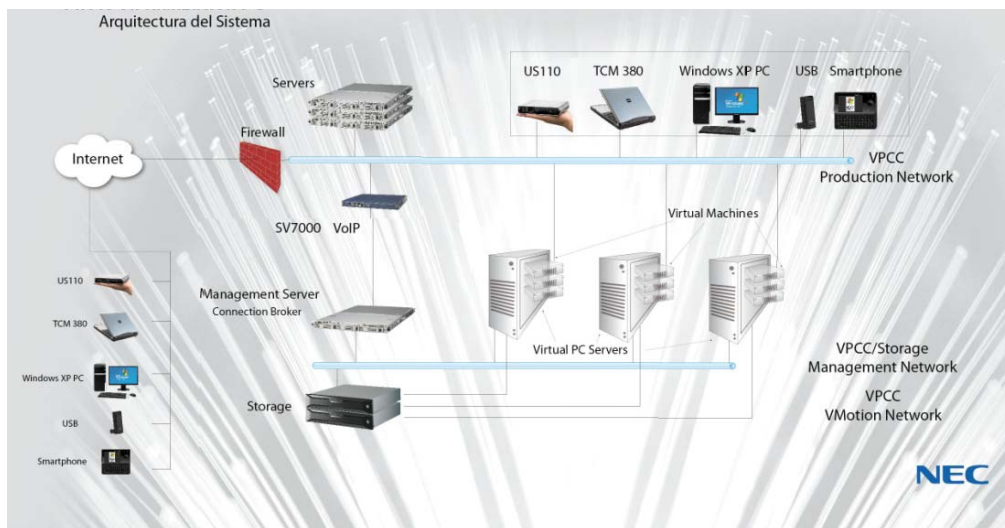 Arquitectura del Sistema
US110
TCM 380
Windows XP PC
USB
Smartphone
Servers
Firewall
Internet
VPCC
Production Network
SV7000 VoIP
Virtual Machines
US110
TCM 380
Windows XP PC
USB
Smartphone
Management Server
Connection Broker
Virtual PC Servers
VPCC/Storage
Management Network
Storage
VPCC
VMotion Network
NEC